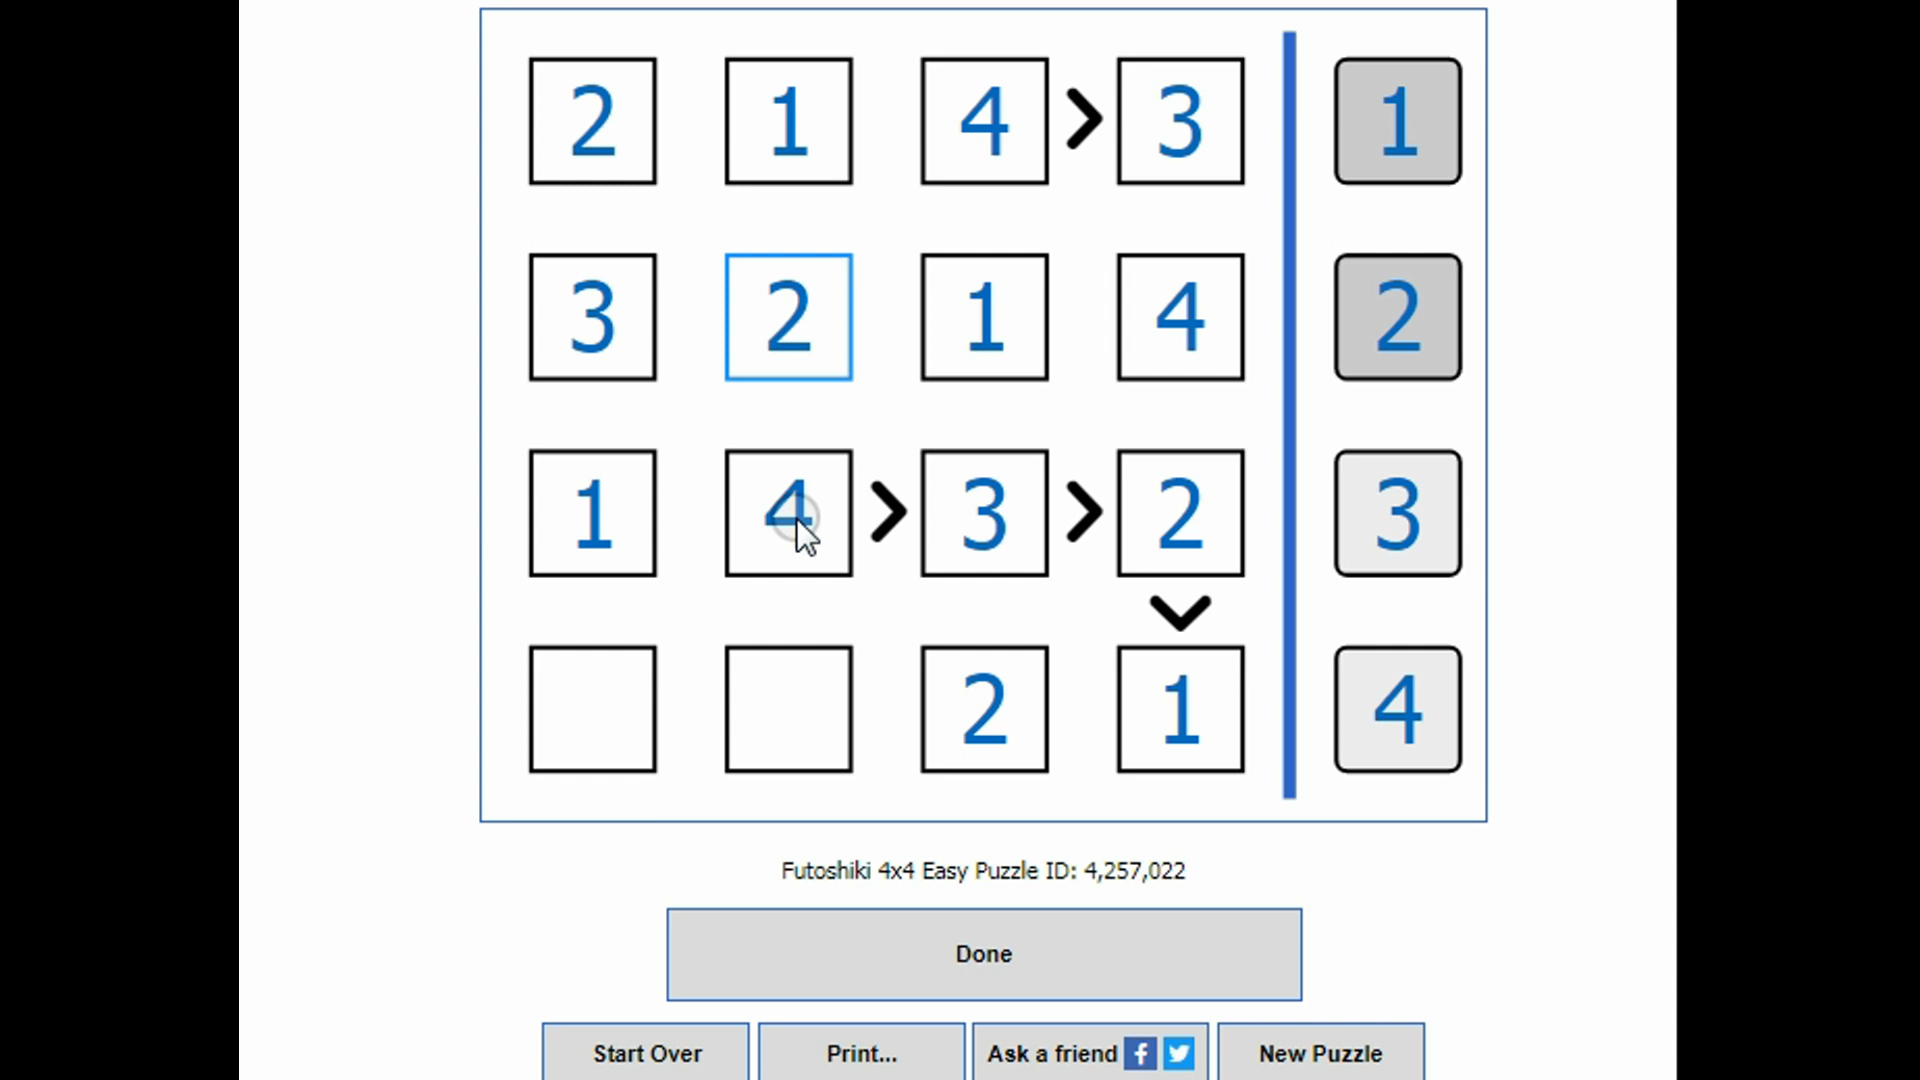 2 1 4 > 3 1
3 2 1 4 2
1 4 > 3 > 2 3
2 1 4
Futoshiki 4x4 Easy Puzzle ID: 4,257,022
Done
Start Over Print... Ask a friend New Puzzle